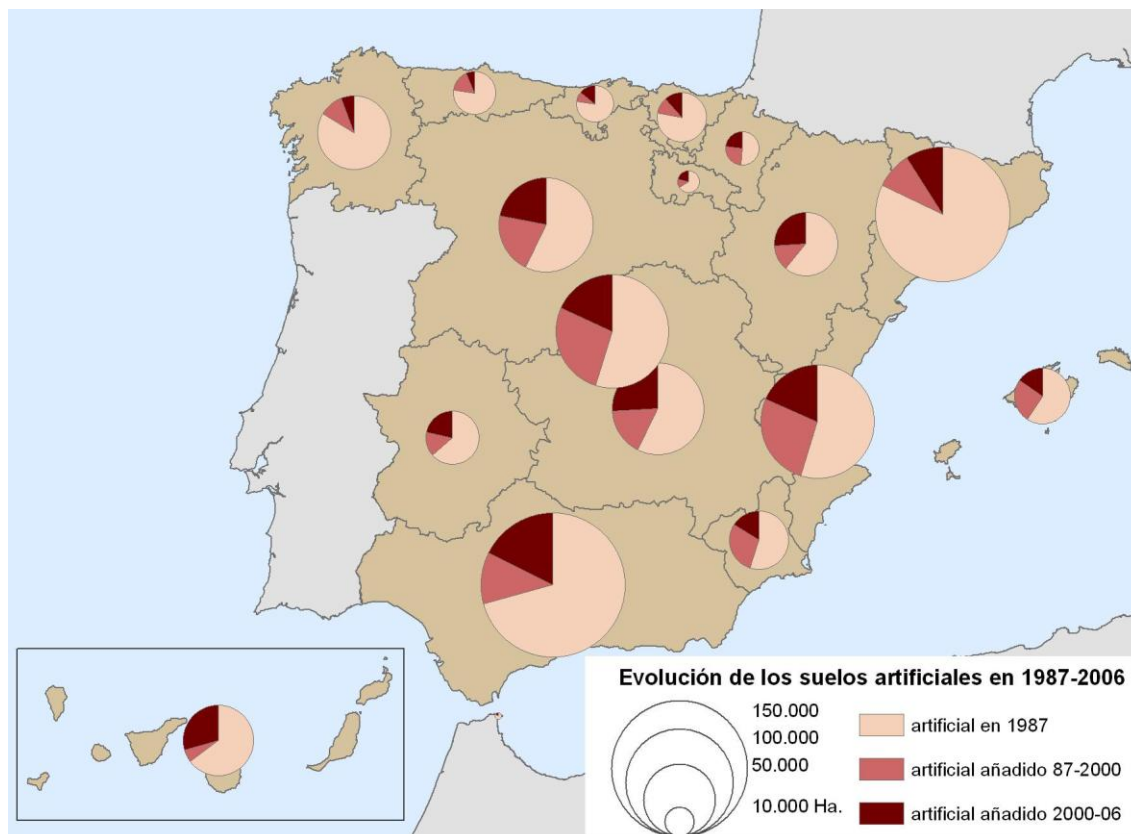 Evolución de los suelos artificiales en 1987-2006
150.000
100.000
50.000
10.000 Ha.
artificial en 1987
artificial añadido 87-2000
artificial añadido 2000-06